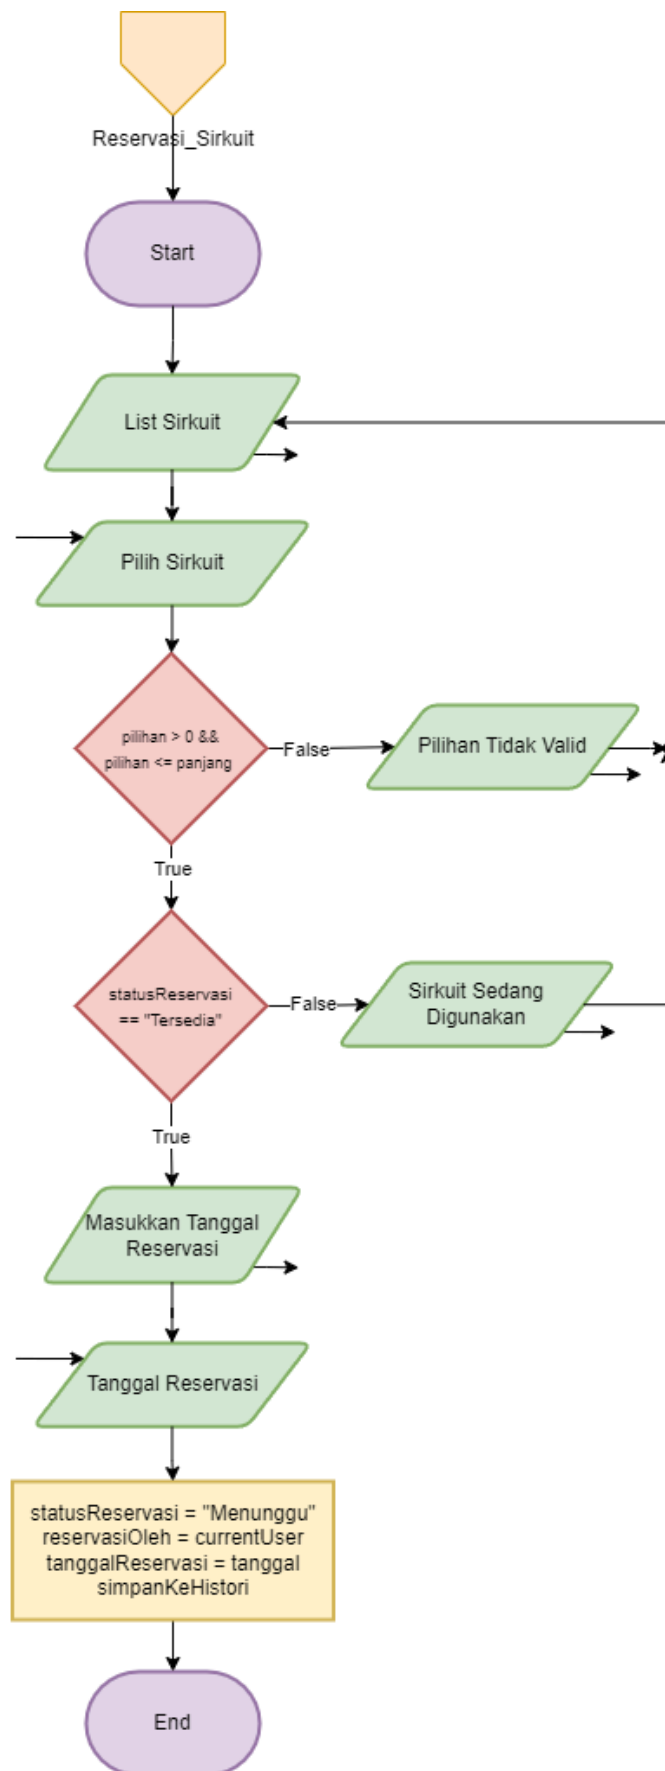 Reservasi_Sirkuit
Start
List Sirkuit
Pilih Sirkuit
pilihan > 0 &&
pilihan <= panjang
False
Pilihan Tidak Valid
True
statusReservasi
== "Tersedia"
False
Sirkuit Sedang
Digunakan
True
Masukkan Tanggal
Reservasi
Tanggal Reservasi
statusReservasi = "Menunggu"
reservasiOleh = currentUser
tanggalReservasi = tanggal
simpanKeHistori
End